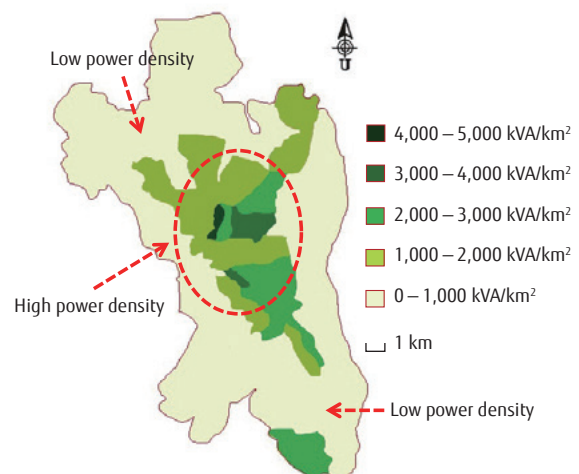 Low power density
U
4,000 – 5,000 kVA/km²
3,000 – 4,000 kVA/km²
2,000 – 3,000 kVA/km²
1,000 – 2,000 kVA/km²
0 – 1,000 kVA/km²
High power density
1 km
Low power density